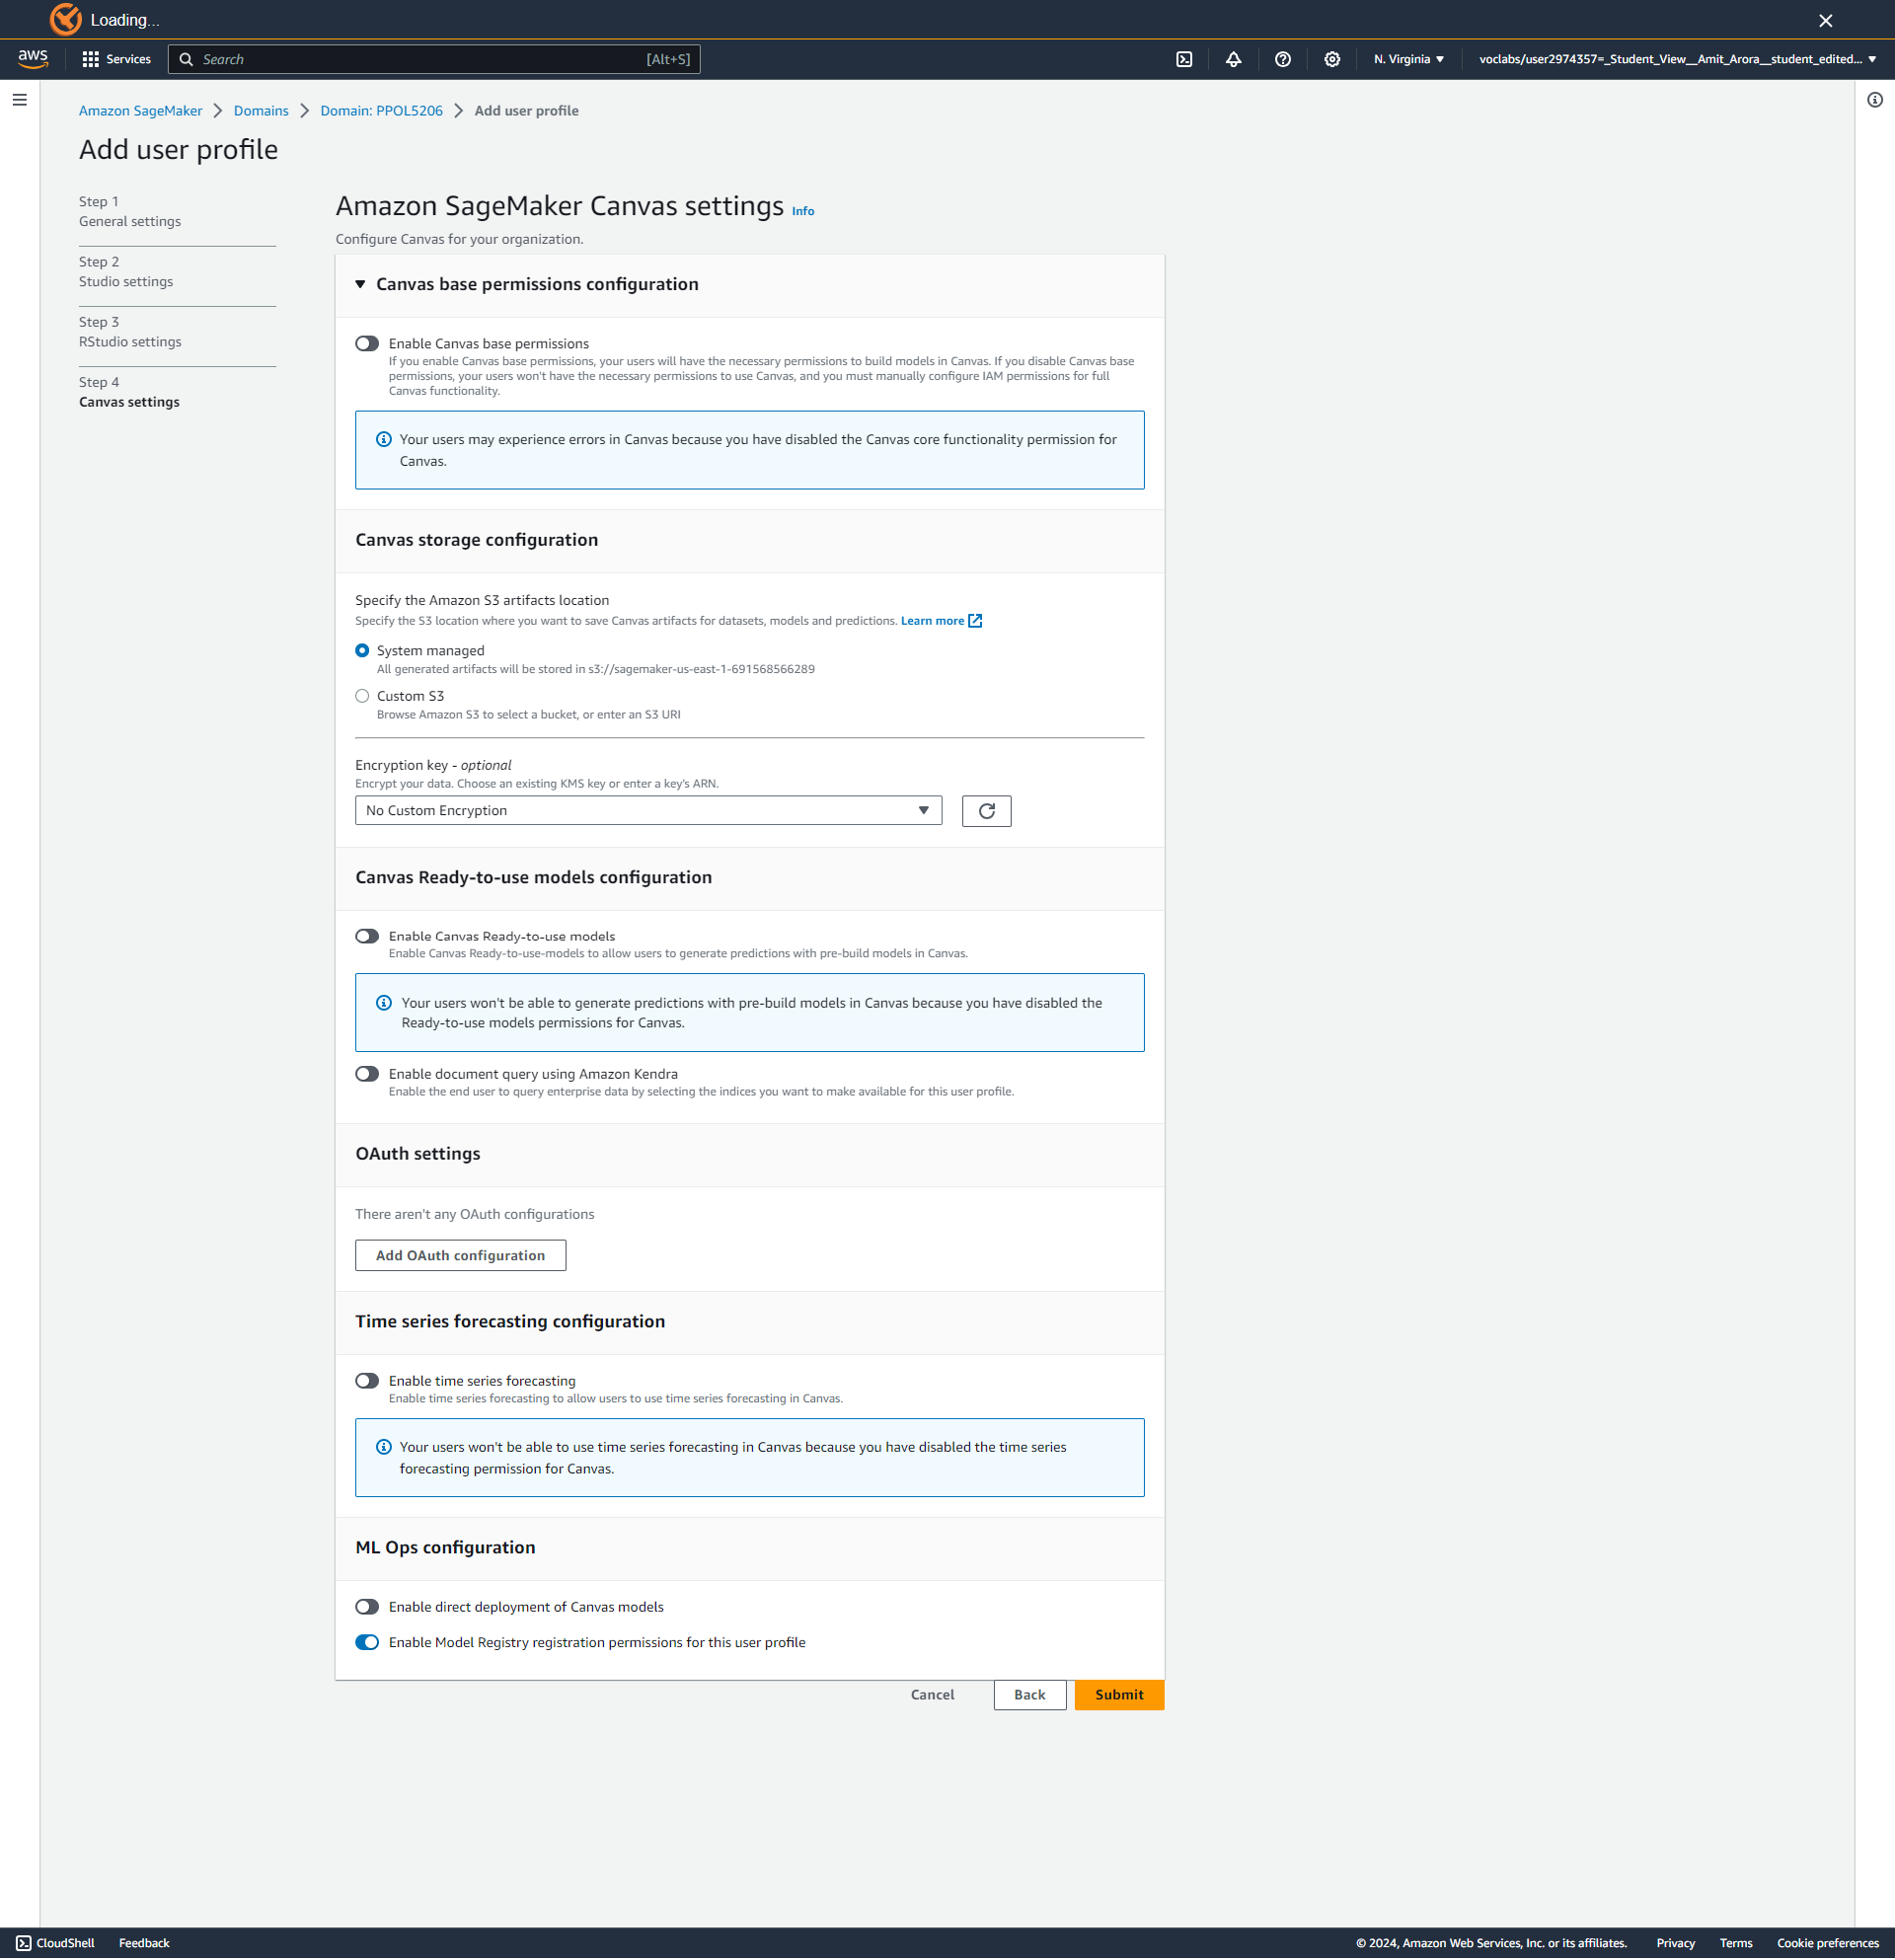 Loading...
aws
Services
Search
[Alt+S]
N. Virginia
voclabs/user2974357=_Student_View__Amit_Arora__student_edited...
Amazon SageMaker
Domains
Domain: PPOL5206
Add user profile
Add user profile
Step 1
General settings
Step 2
Studio settings
Step 3
RStudio settings
Step 4
Canvas settings
Amazon SageMaker Canvas settings Info
Configure Canvas for your organization.
Canvas base permissions configuration
Enable Canvas base permissions
If you enable Canvas base permissions, your users will have the necessary permissions to build models in Canvas. If you disable Canvas base
permissions, your users won't have the necessary permissions to use Canvas, and you must manually configure IAM permissions for full
Canvas functionality.
Your users may experience errors in Canvas because you have disabled the Canvas core functionality permission for
Canvas.
Canvas storage configuration
Specify the Amazon S3 artifacts location
Specify the S3 location where you want to save Canvas artifacts for datasets, models and predictions. Learn more
System managed
All generated artifacts will be stored in s3://sagemaker-us-east-1-691568566289
Custom S3
Browse Amazon S3 to select a bucket, or enter an S3 URI
Encryption key - optional
Encrypt your data. Choose an existing KMS key or enter a key's ARN.
No Custom Encryption
Canvas Ready-to-use models configuration
Enable Canvas Ready-to-use models
Enable Canvas Ready-to-use-models to allow users to generate predictions with pre-build models in Canvas.
Your users won't be able to generate predictions with pre-build models in Canvas because you have disabled the
Ready-to-use models permissions for Canvas.
Enable document query using Amazon Kendra
Enable the end user to query enterprise data by selecting the indices you want to make available for this user profile.
OAuth settings
There aren't any OAuth configurations
Add OAuth configuration
Time series forecasting configuration
Enable time series forecasting
Enable time series forecasting to allow users to use time series forecasting in Canvas.
Your users won't be able to use time series forecasting in Canvas because you have disabled the time series
forecasting permission for Canvas.
ML Ops configuration
Enable direct deployment of Canvas models
Enable Model Registry registration permissions for this user profile
Cancel
Back
Submit
CloudShell
Feedback
© 2024, Amazon Web Services, Inc. or its affiliates.
Privacy
Terms
Cookie preferences